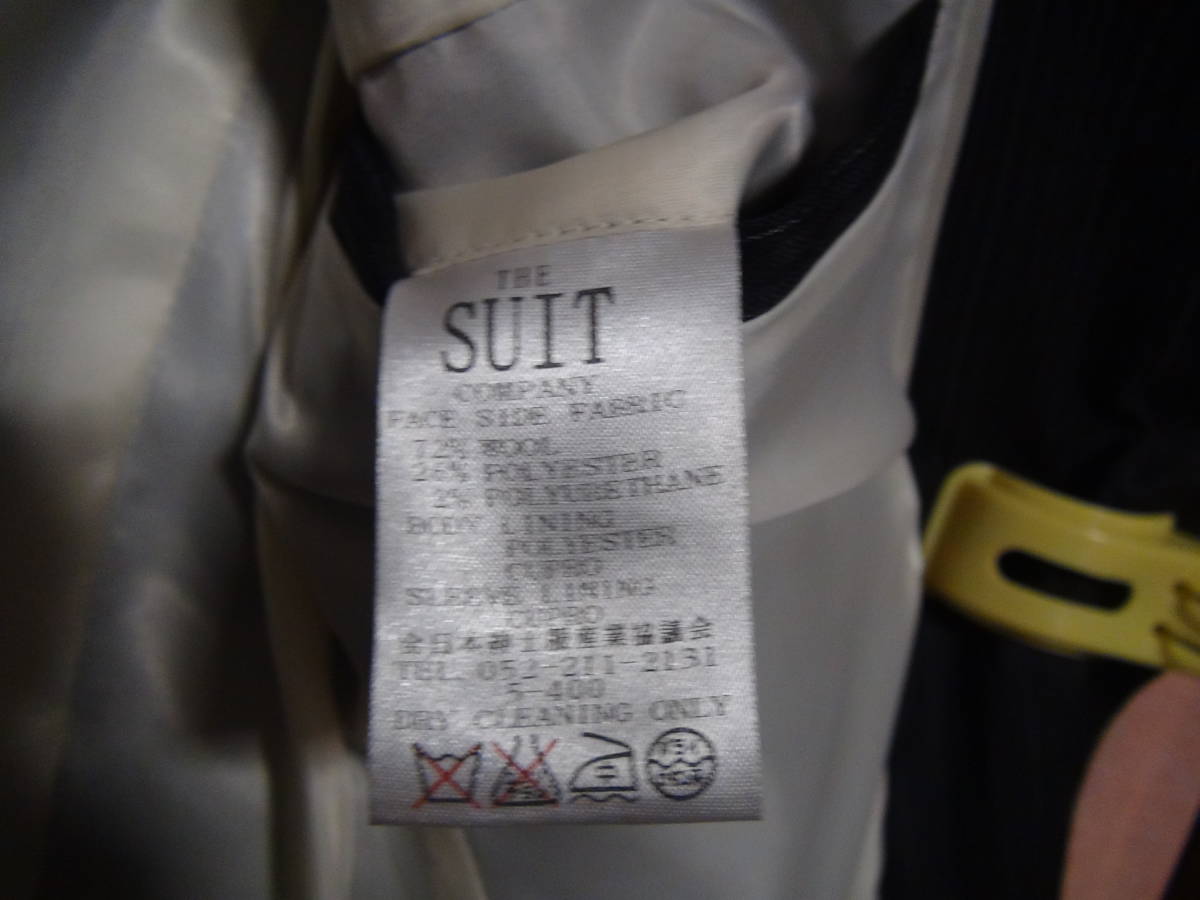 THE
SUIT
COMPANY
FACE SIDE FABRIC
72% WOOL
26% POLYESTER
2% POLYURETHANE
BODY LINING
POLYESTER
CUPRO
SLEEVE LINING
CUPRO
全日本紳士服産業協議会
TEL. 052-211-2131
5-400
DRY CLEANING ONLY